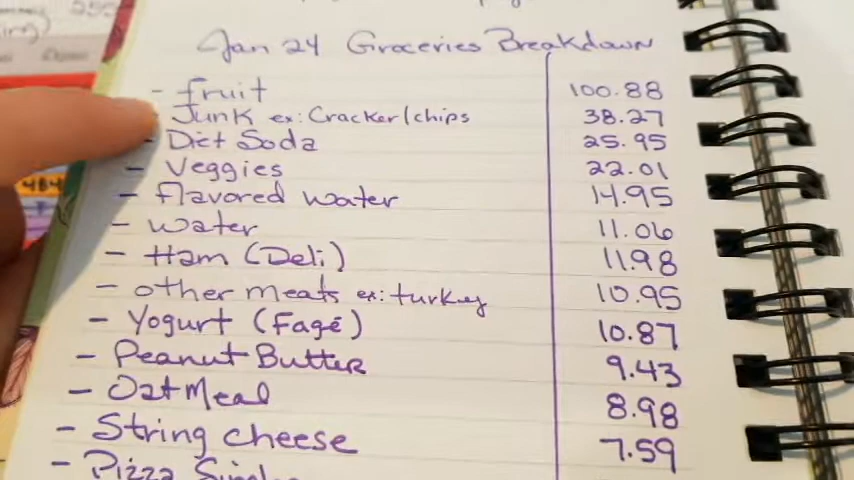 Jan 24 Groceries Breakdown
- Fruit 100.88
Junk ex: Cracker/chips 38.27
- Diet Soda 25.95
- Veggies 22.01
- Flavored water 14.95
- Water 11.06
- Ham (Deli) 11.98
- other meats ex: turkey 10.95
- Yogurt (Fagé) 10.87
- Peanut Butter 9.43
- OatMeal 8.98
- String cheese 7.59
- Pizza